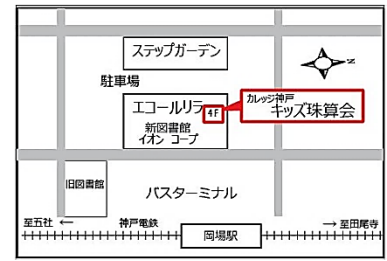 ステップガーデン
駐車場
N
エコールリラ
4F
カレッジ神戸
キッズ珠算会
新図書館
イオン コープ
旧図書館
バスターミナル
至五社 ←
神戸電鉄
→ 至田尾寺
岡場駅